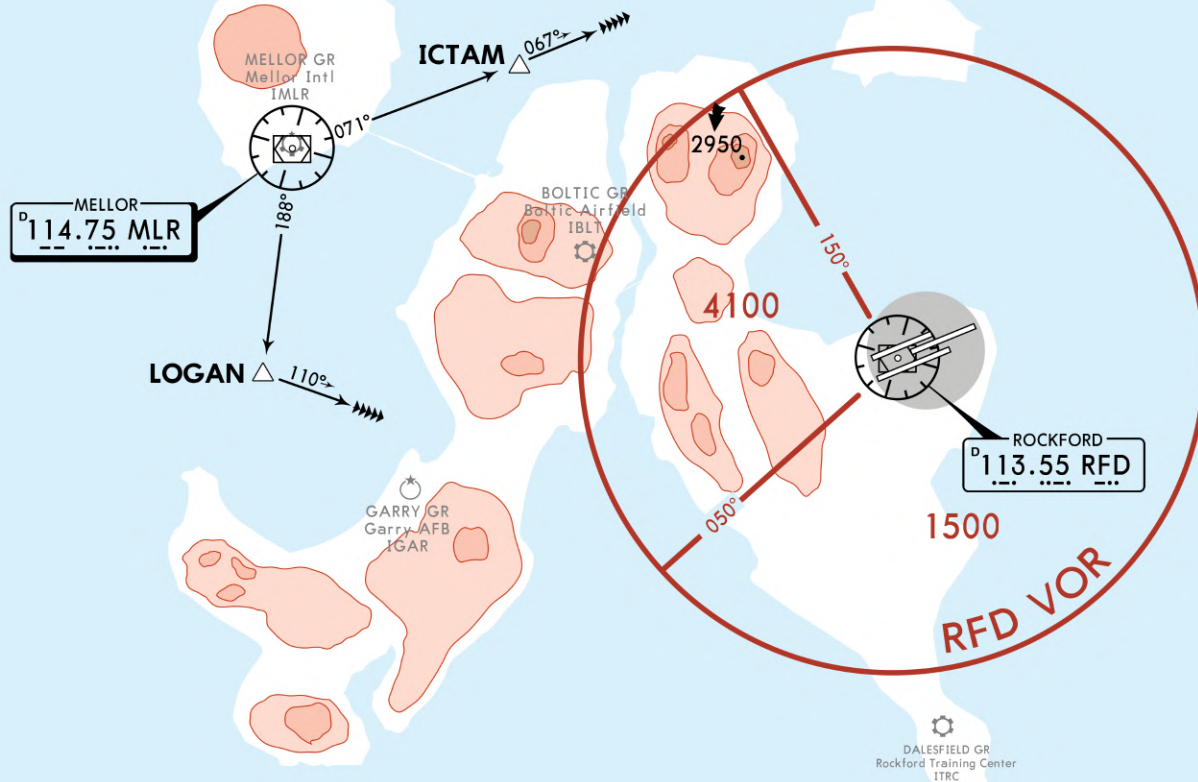 MELLOR GR
Mellor Intl
IMLR
ICTAM
067°
071°
2950
MELLOR
D 114.75 MLR
188°
BOLTIC GR
Boltic Airfield
IBLT
150°
4100
LOGAN
110°
ROCKFORD
D 113.55 RFD
GARRY GR
Garry AFB
IGAR
050°
1500
RFD VOR
DALESFIELD GR
Rockford Training Center
ITRC